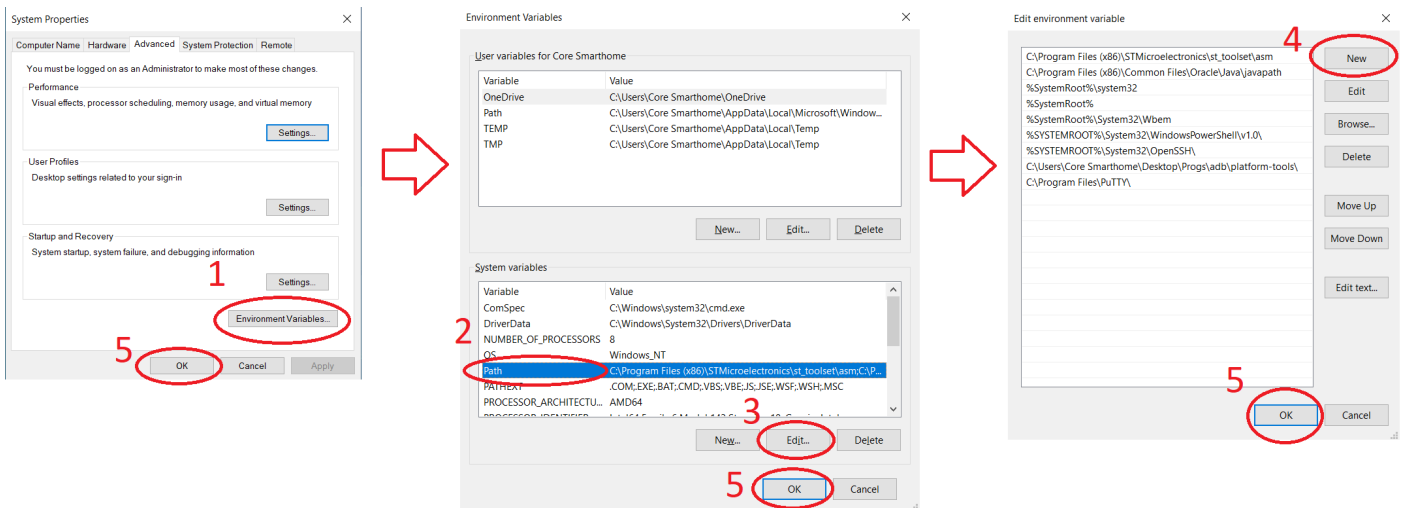 System Properties
Computer Name Hardware Advanced System Protection Remote
You must be logged on as an Administrator to make most of these changes.
Performance
Visual effects, processor scheduling, memory usage, and virtual memory
Settings...
User Profiles
Desktop settings related to your sign-in
Settings...
Startup and Recovery
System startup, system failure, and debugging information
1
Settings...
Environment Variables...
5
OK Cancel Apply
Environment Variables
User variables for Core Smarthome
Variable Value
OneDrive C:\Users\Core Smarthome\OneDrive
Path C:\Users\Core Smarthome\AppData\Local\Microsoft\Window...
TEMP C:\Users\Core Smarthome\AppData\Local\Temp
TMP C:\Users\Core Smarthome\AppData\Local\Temp
New... Edit... Delete
System variables
Variable Value
ComSpec C:\Windows\system32\cmd.exe
DriverData C:\Windows\System32\Drivers\DriverData
2
NUMBER_OF_PROCESSORS 8
OS Windows_NT
Path C:\Program Files (x86)\STMicroelectronics\st_toolset\asm;C:\P...
PATHEXT .COM;.EXE;.BAT;.CMD;.VBS;.VBE;.JS;.JSE;.WSF;.WSH;.MSC
PROCESSOR_ARCHITECTU... AMD64
3
New... Edit... Delete
5
OK Cancel
Edit environment variable
4
C:\Program Files (x86)\STMicroelectronics\st_toolset\asm
C:\Program Files (x86)\Common Files\Oracle\Java\javapath
%SystemRoot%\system32
%SystemRoot%
%SystemRoot%\System32\Wbem
%SYSTEMROOT%\System32\WindowsPowerShell\v1.0\
%SYSTEMROOT%\System32\OpenSSH\
C:\Users\Core Smarthome\Desktop\Progs\adb\platform-tools\
C:\Program Files\PuTTY\
New
Edit
Browse...
Delete
Move Up
Move Down
Edit text...
5
OK Cancel